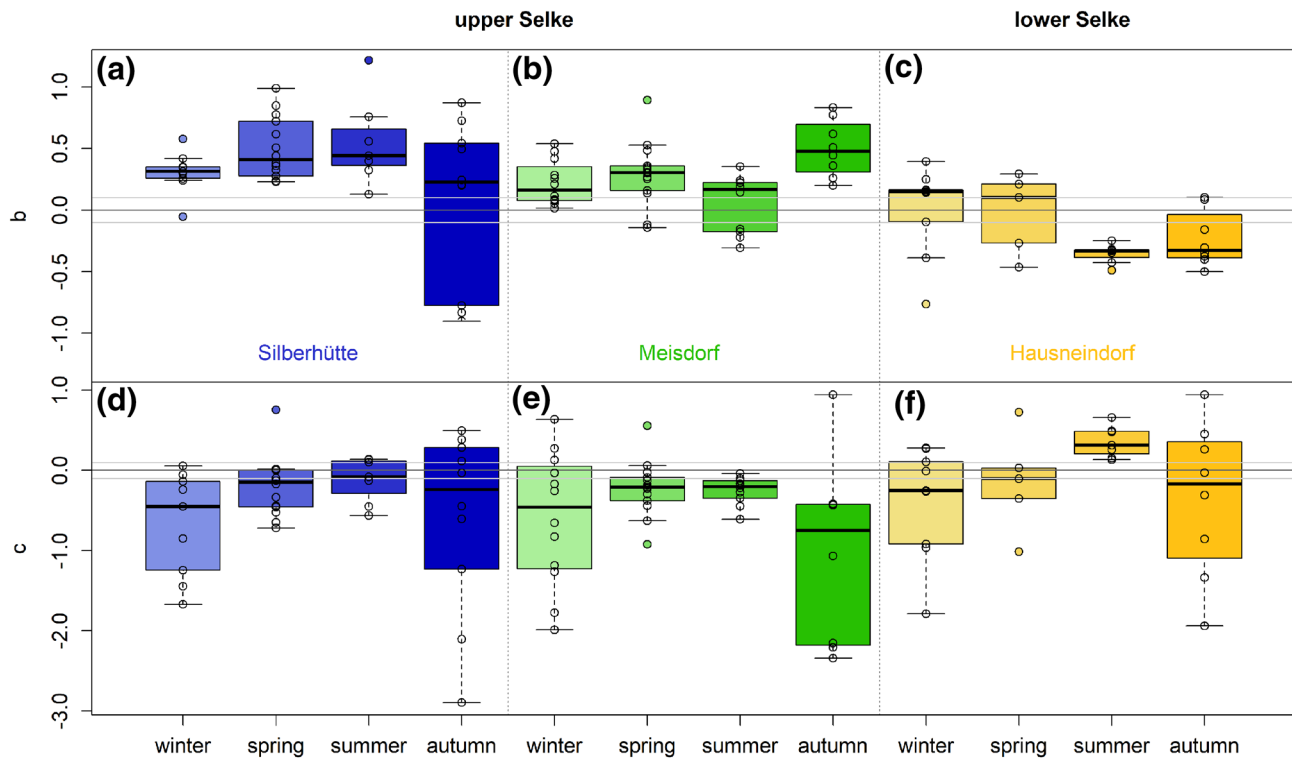 upper Selke lower Selke
(a) (b) (c)
1.0
0.5
0.0
-0.5
-1.0
b
Silberhütte Meisdorf Hausneindorf
(d) (e) (f)
1.0
0.0
-1.0
-2.0
-3.0
c
winter spring summer autumn winter spring summer autumn winter spring summer autumn